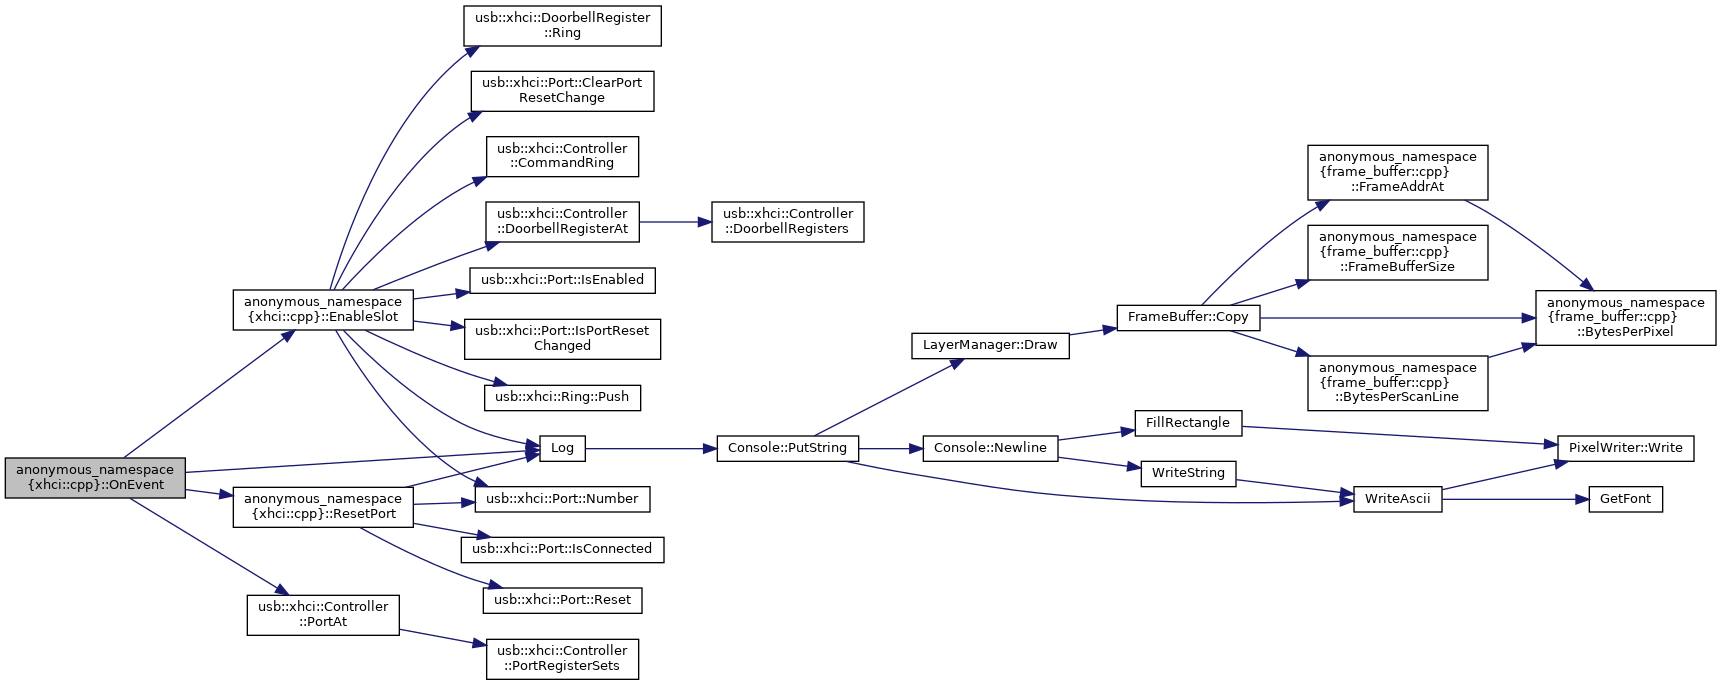 usb::xhci::DoorbellRegister
::Ring
usb::xhci::Port::ClearPort
ResetChange
usb::xhci::Controller
::CommandRing
usb::xhci::Controller
::DoorbellRegisterAt
usb::xhci::Controller
::DoorbellRegisters
usb::xhci::Port::IsEnabled
anonymous_namespace
{xhci::cpp}::EnableSlot
usb::xhci::Port::IsPortReset
Changed
usb::xhci::Ring::Push
Log
anonymous_namespace
{xhci::cpp}::OnEvent
anonymous_namespace
{xhci::cpp}::ResetPort
usb::xhci::Port::Number
usb::xhci::Port::IsConnected
usb::xhci::Port::Reset
usb::xhci::Controller
::PortAt
usb::xhci::Controller
::PortRegisterSets
Console::PutString
LayerManager::Draw
Console::Newline
FrameBuffer::Copy
FillRectangle
WriteString
anonymous_namespace
{frame_buffer::cpp}
::FrameAddrAt
anonymous_namespace
{frame_buffer::cpp}
::FrameBufferSize
anonymous_namespace
{frame_buffer::cpp}
::BytesPerScanLine
anonymous_namespace
{frame_buffer::cpp}
::BytesPerPixel
WriteAscii
PixelWriter::Write
GetFont